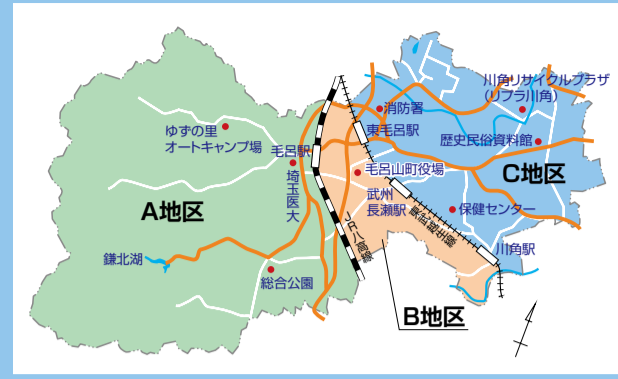 川角リサイクルプラザ
(リプラ川角)
消防署
東毛呂駅
歴史民俗資料館
ゆずの里
オートキャンプ場
毛呂駅
毛呂山町役場
C地区
埼玉医大
武州
長瀬駅
A地区
保健センター
東武越生線
JR八高線
川角駅
鎌北湖
総合公園
B地区